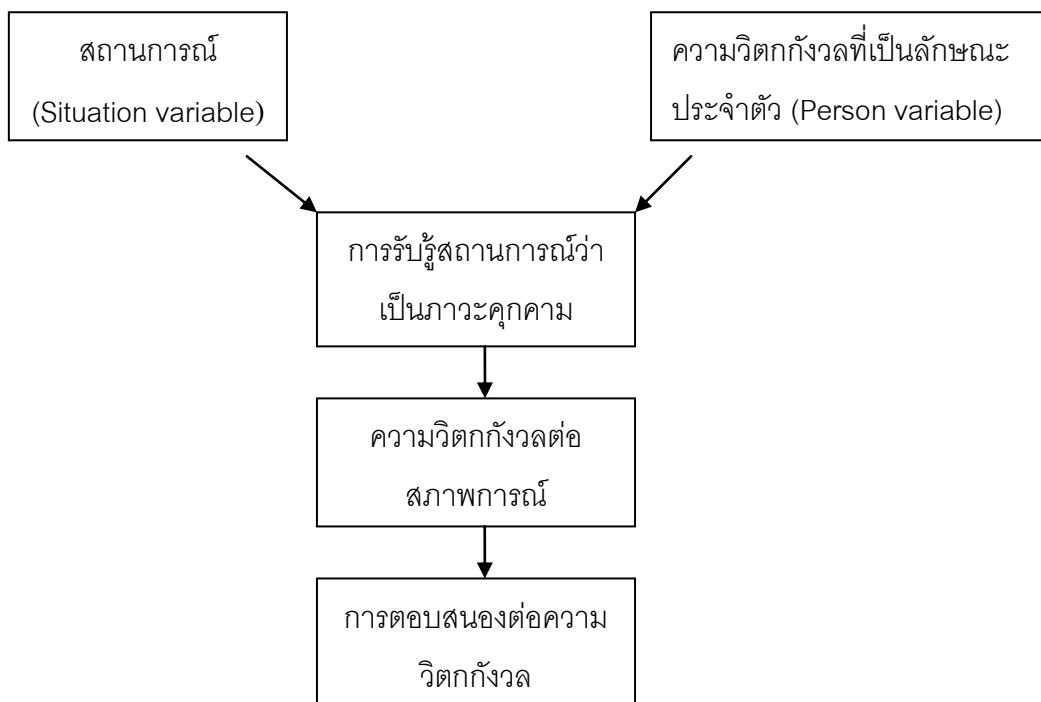 สถานการณ์
(Situation variable)
ความวิตกกังวลที่เป็นลักษณะ
ประจำตัว (Person variable)
การรับรู้สถานการณ์ว่า
เป็นภาวะคุกคาม
ความวิตกกังวลต่อ
สภาพการณ์
การตอบสนองต่อความ
วิตกกังวล